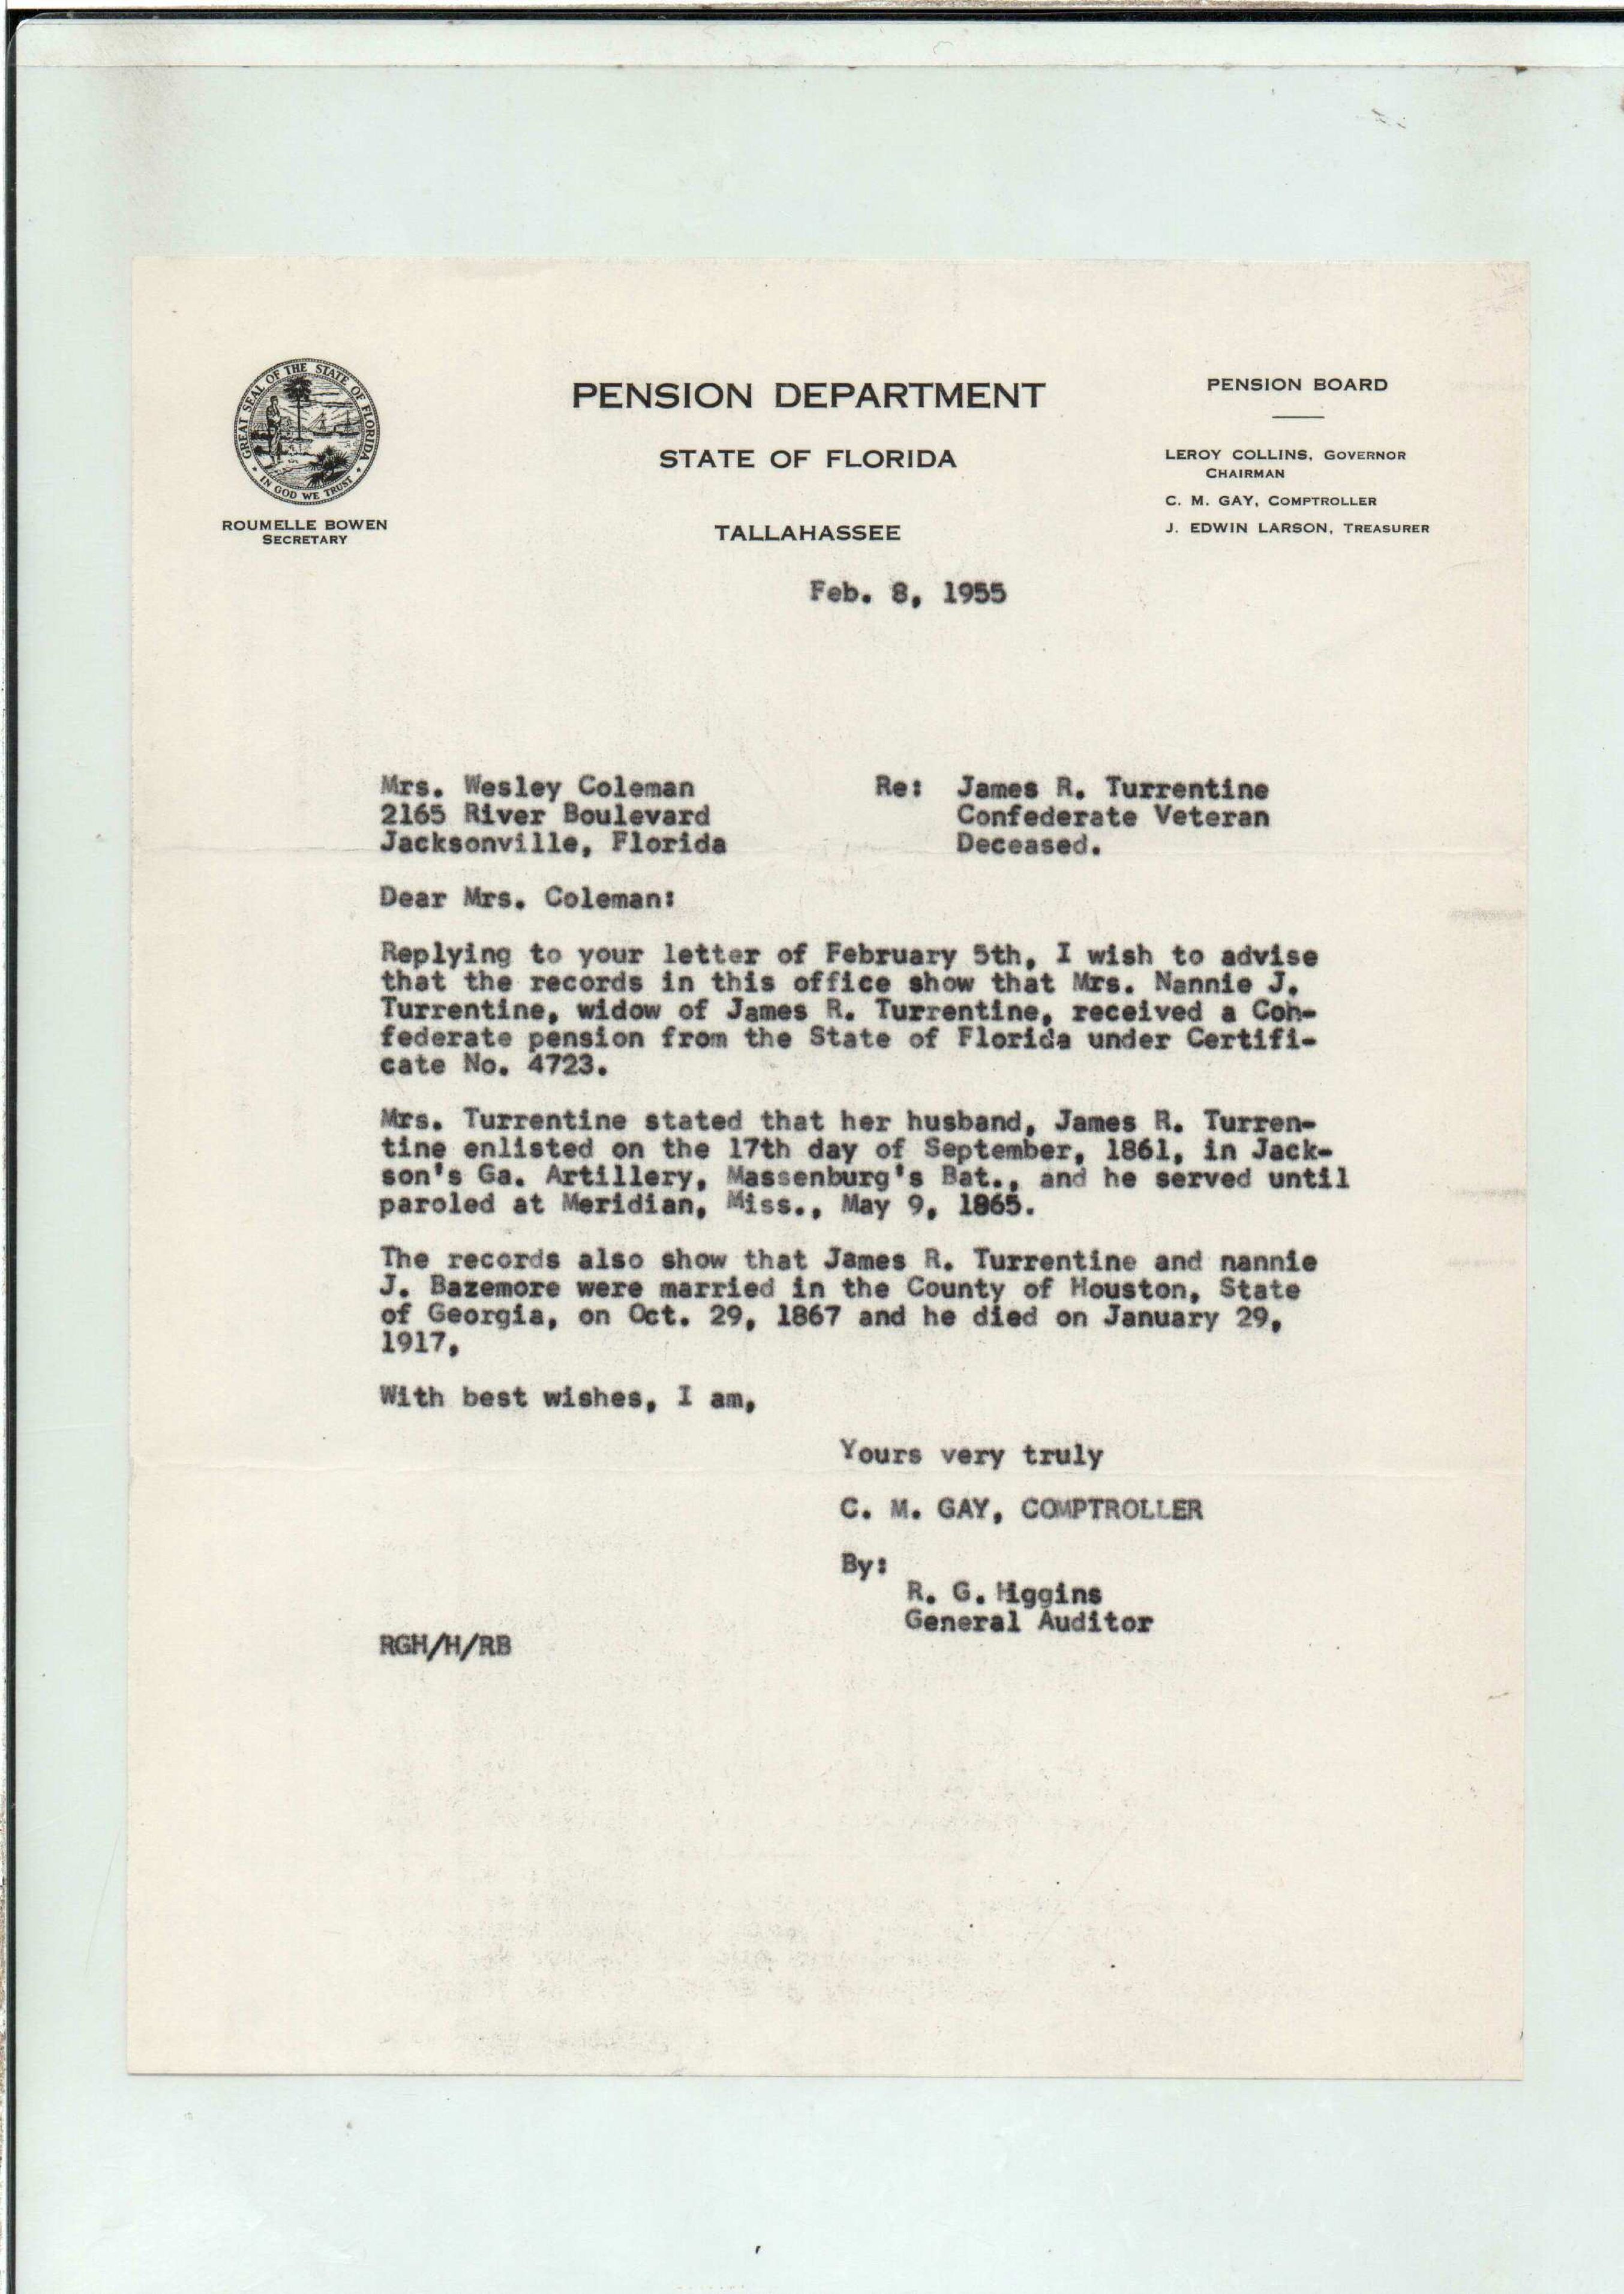 GREAT SEAL OF THE STATE OF FLORIDA
IN GOD WE TRUST
ROUMELLE BOWEN
SECRETARY
PENSION DEPARTMENT
STATE OF FLORIDA
TALLAHASSEE
PENSION BOARD
LEROY COLLINS, GOVERNOR
CHAIRMAN
C. M. GAY, COMPTROLLER
J. EDWIN LARSON, TREASURER
Feb. 8, 1955
Mrs. Wesley Coleman
2165 River Boulevard
Jacksonville, Florida
Re: James R. Turrentine
Confederate Veteran
Deceased.
Dear Mrs. Coleman:
Replying to your letter of February 5th, I wish to advise
that the records in this office show that Mrs. Nannie J.
Turrentine, widow of James R. Turrentine, received a Coh-
federate pension from the State of Florida under Certifi-
cate No. 4723.
Mrs. Turrentine stated that her husband, James R. Turren-
tine enlisted on the 17th day of September, 1861, in Jack-
son's Ga. Artillery, Massenburg's Bat., and he served until
paroled at Meridian, Miss., May 9, 1865.
The records also show that James R. Turrentine and nannie
J. Bazemore were married in the County of Houston, State
of Georgia, on Oct. 29, 1867 and he died on January 29,
1917,
With best wishes, I am,
Yours very truly
C. M. GAY, COMPTROLLER
By:
R. G. Higgins
General Auditor
RGH/H/RB